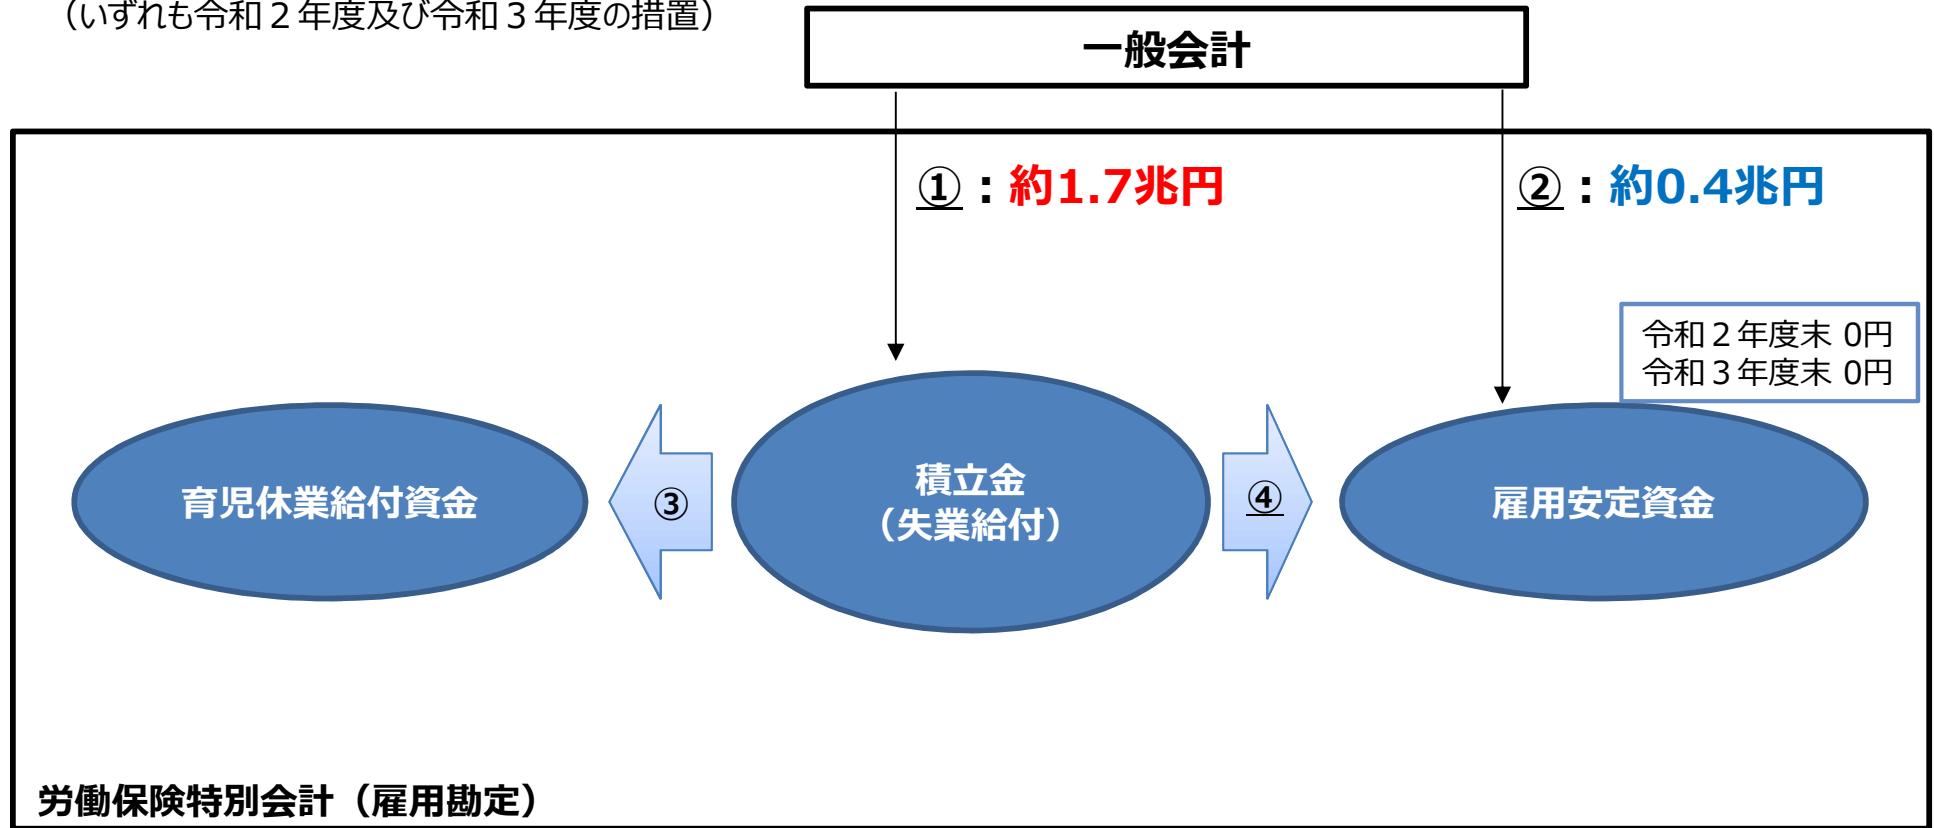 （いずれも令和２年度及び令和３年度の措置）
一般会計
①：約1.7兆円
②：約0.4兆円
令和２年度末 0円
令和３年度末 0円
育児休業給付資金
③
積立金
（失業給付）
④
雇用安定資金
労働保険特別会計（雇用勘定）